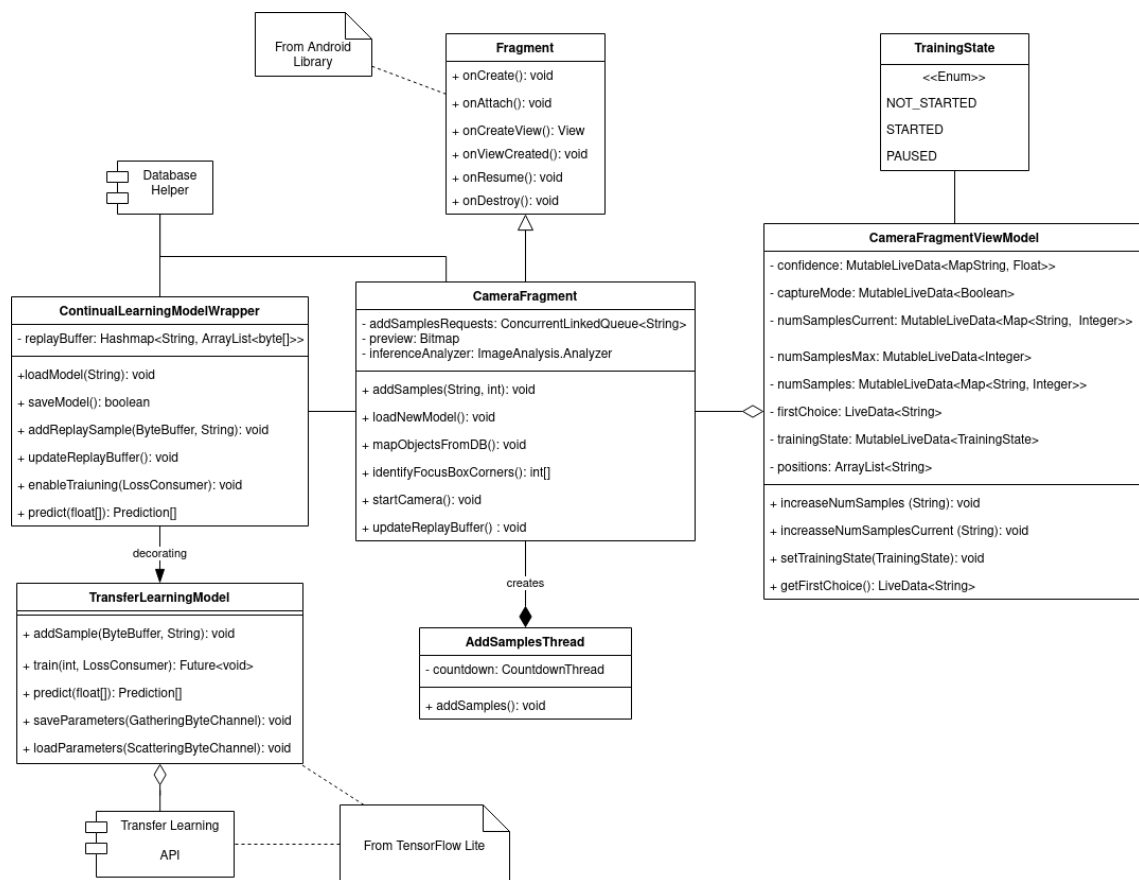 From Android
Library
Fragment
+ onCreate(): void
+ onAttach(): void
+ onCreateView(): View
+ onViewCreated(): void
+ onResume(): void
+ onDestroy(): void
TrainingState
<<Enum>>
NOT_STARTED
STARTED
PAUSED
Database
Helper
ContinualLearningModelWrapper
- replayBuffer: Hashmap<String, ArrayList<byte[]>>
+loadModel(String): void
+ saveModel(): boolean
+ addReplaySample(ByteBuffer, String): void
+ updateReplayBuffer(): void
+ enableTraiuning(LossConsumer): void
+ predict(float[]): Prediction[]
CameraFragment
- addSamplesRequests: ConcurrentLinkedQueue<String>
- preview: Bitmap
- inferenceAnalyzer: ImageAnalysis.Analyzer
+ addSamples(String, int): void
+ loadNewModel(): void
+ mapObjectsFromDB(): void
+ identifyFocusBoxCorners(): int[]
+ startCamera(): void
+ updateReplayBuffer() : void
CameraFragmentViewModel
- confidence: MutableLiveData<MapString, Float>>
- captureMode: MutableLiveData<Boolean>
- numSamplesCurrent: MutableLiveData<Map<String, Integer>>
- numSamplesMax: MutableLiveData<Integer>
- numSamples: MutableLiveData<Map<String, Integer>>
- firstChoice: LiveData<String>
- trainingState: MutableLiveData<TrainingState>
- positions: ArrayList<String>
+ increaseNumSamples (String): void
+ increasseNumSamplesCurrent (String): void
+ setTrainingState(TrainingState): void
+ getFirstChoice(): LiveData<String>
decorating
creates
TransferLearningModel
+ addSample(ByteBuffer, String): void
+ train(int, LossConsumer): Future<void>
+ predict(float[]): Prediction[]
+ saveParameters(GatheringByteChannel): void
+ loadParameters(ScatteringByteChannel): void
AddSamplesThread
- countdown: CountdownThread
+ addSamples(): void
Transfer Learning
API
From TensorFlow Lite